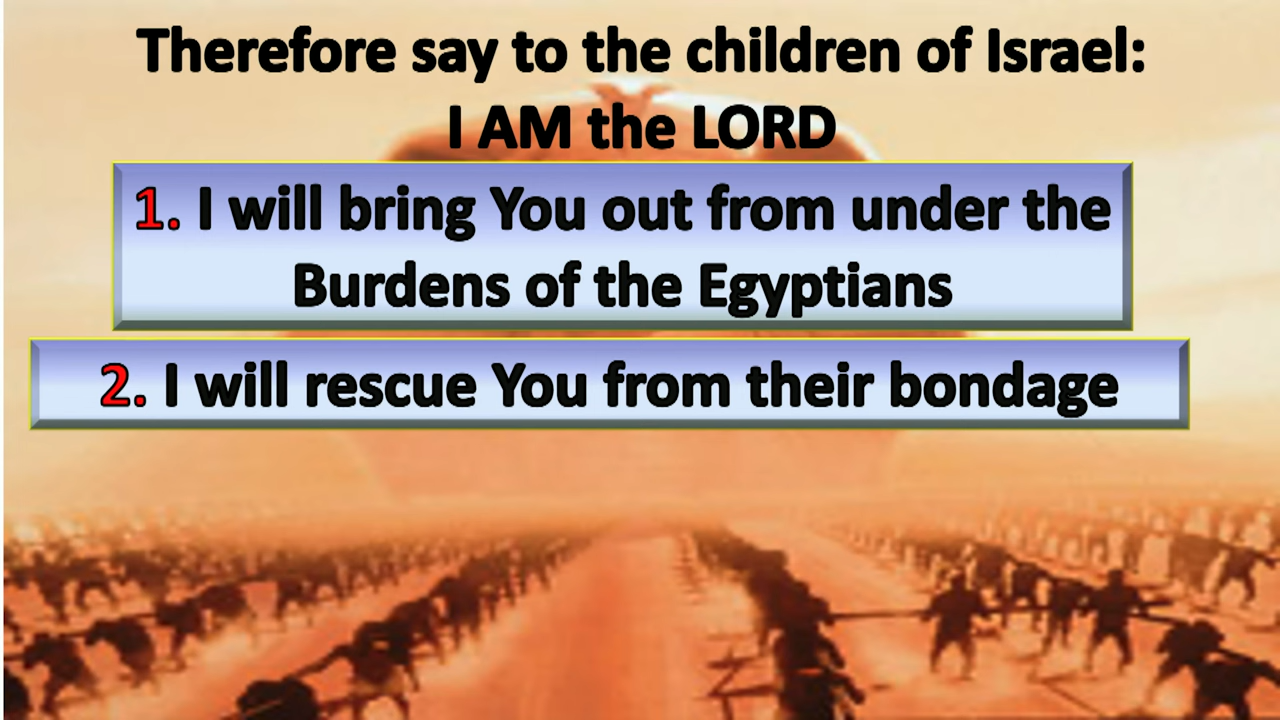 Therefore say to the children of Israel:
I AM the LORD
1. I will bring You out from under the
Burdens of the Egyptians
2. I will rescue You from their bondage